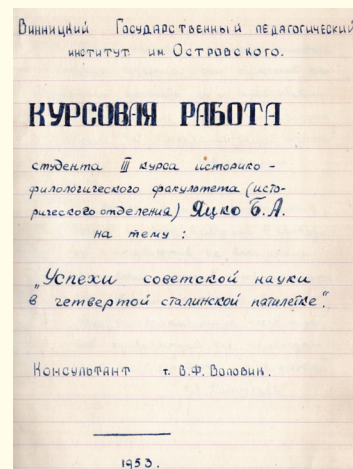 Винницкий Государственный педагогический
институт им. Островского.
КУРСОВАЯ РАБОТА
студента III курса историко-
филологического факультета (исто-
рического отделения) Яцко Б.А.
на тему:
„Успехи советской науки
в четвертой сталинской пятилетке".
Консультант т. В.Ф. Воловик.
1953.